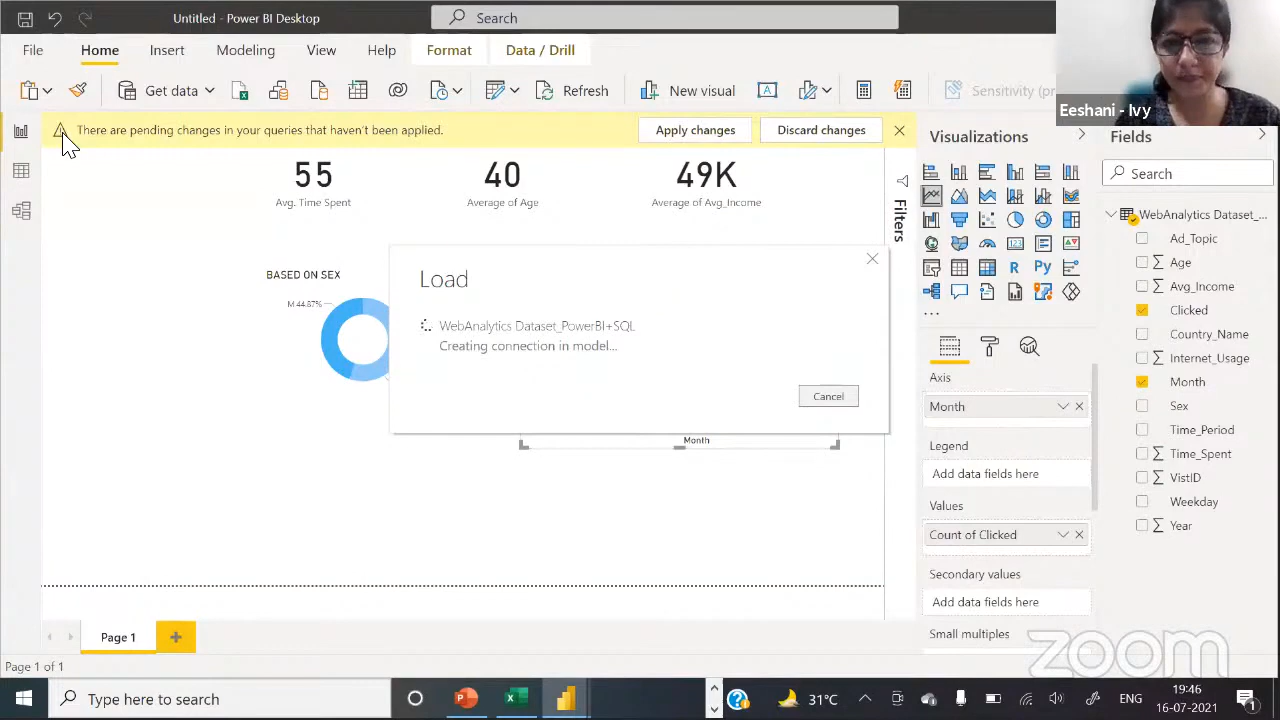 Untitled - Power BI Desktop
Search
File
Home
Insert
Modeling
View
Help
Format
Data / Drill
Get data
Refresh
New visual
Sensitivity (pr
Eeshani - Ivy
There are pending changes in your queries that haven't been applied.
Apply changes
Discard changes
Visualizations
Fields
Search
55
Avg. Time Spent
40
Average of Age
49K
Average of Avg_Income
Filters
BASED ON SEX
M 44.87%
Load
WebAnalytics Dataset_PowerBI+SQL
Creating connection in model...
Cancel
Month
R
Py
123
Axis
Month
Legend
Add data fields here
Values
Count of Clicked
Secondary values
Add data fields here
Small multiples
WebAnalytics Dataset_...
Ad_Topic
Age
Avg_Income
Clicked
Country_Name
Internet_Usage
Month
Sex
Time_Period
Time_Spent
VistID
Weekday
Year
Page 1
Page 1 of 1
zoom
Type here to search
31°C
ENG
19:46
16-07-2021
1